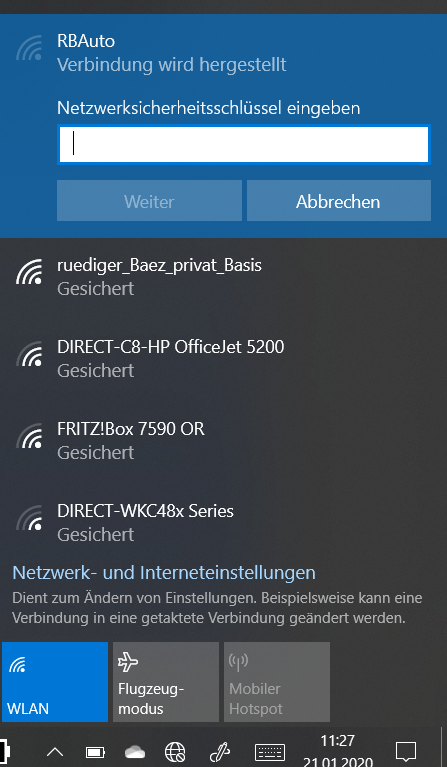 RBAuto
Verbindung wird hergestellt
Netzwerksicherheitsschlüssel eingeben
Weiter
Abbrechen
ruediger_Baez_privat_Basis
Gesichert
DIRECT-C8-HP OfficeJet 5200
Gesichert
FRITZ!Box 7590 OR
Gesichert
DIRECT-WKC48x Series
Gesichert
Netzwerk- und Interneteinstellungen
Dient zum Ändern von Einstellungen. Beispielsweise kann eine
Verbindung in eine getaktete Verbindung geändert werden.
WLAN
Flugzeug-
modus
Mobiler
Hotspot
11:27
21.01.2020